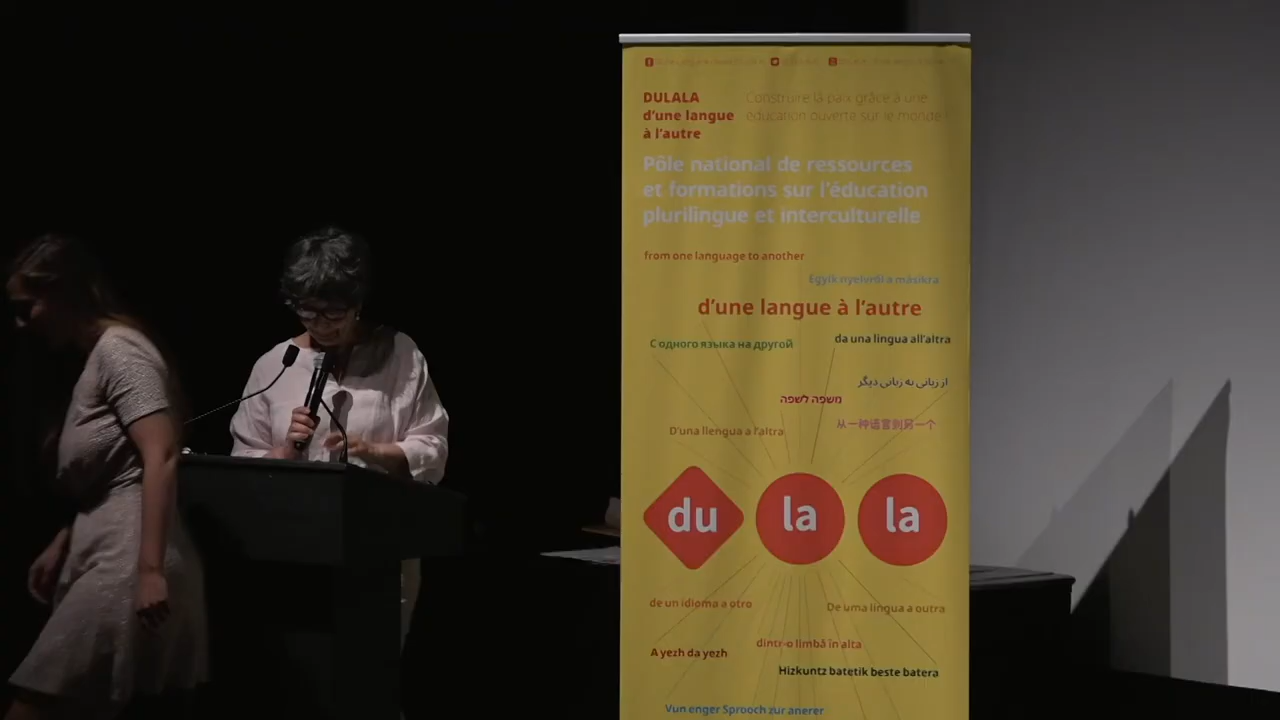 DULALA
d'une langue
à l'autre
Construire la paix grâce à une
éducation ouverte sur le monde !
Pôle national de ressources
et formations sur l'éducation
plurilingue et interculturelle
from one language to another
Egyik nyelvről a másikra
d'une langue à l'autre
С одного языка на другой
da una lingua all'altra
از زبانی به زبانی دیگر
משפה לשפה
从一种语言到另一个
D'una llengua a l'altra
du la la
de un idioma a otro
De uma língua a outra
dintr-o limbă în alta
A yezh da yezh
Hizkuntz batetik beste batera
Vun enger Sprooch zur anerer